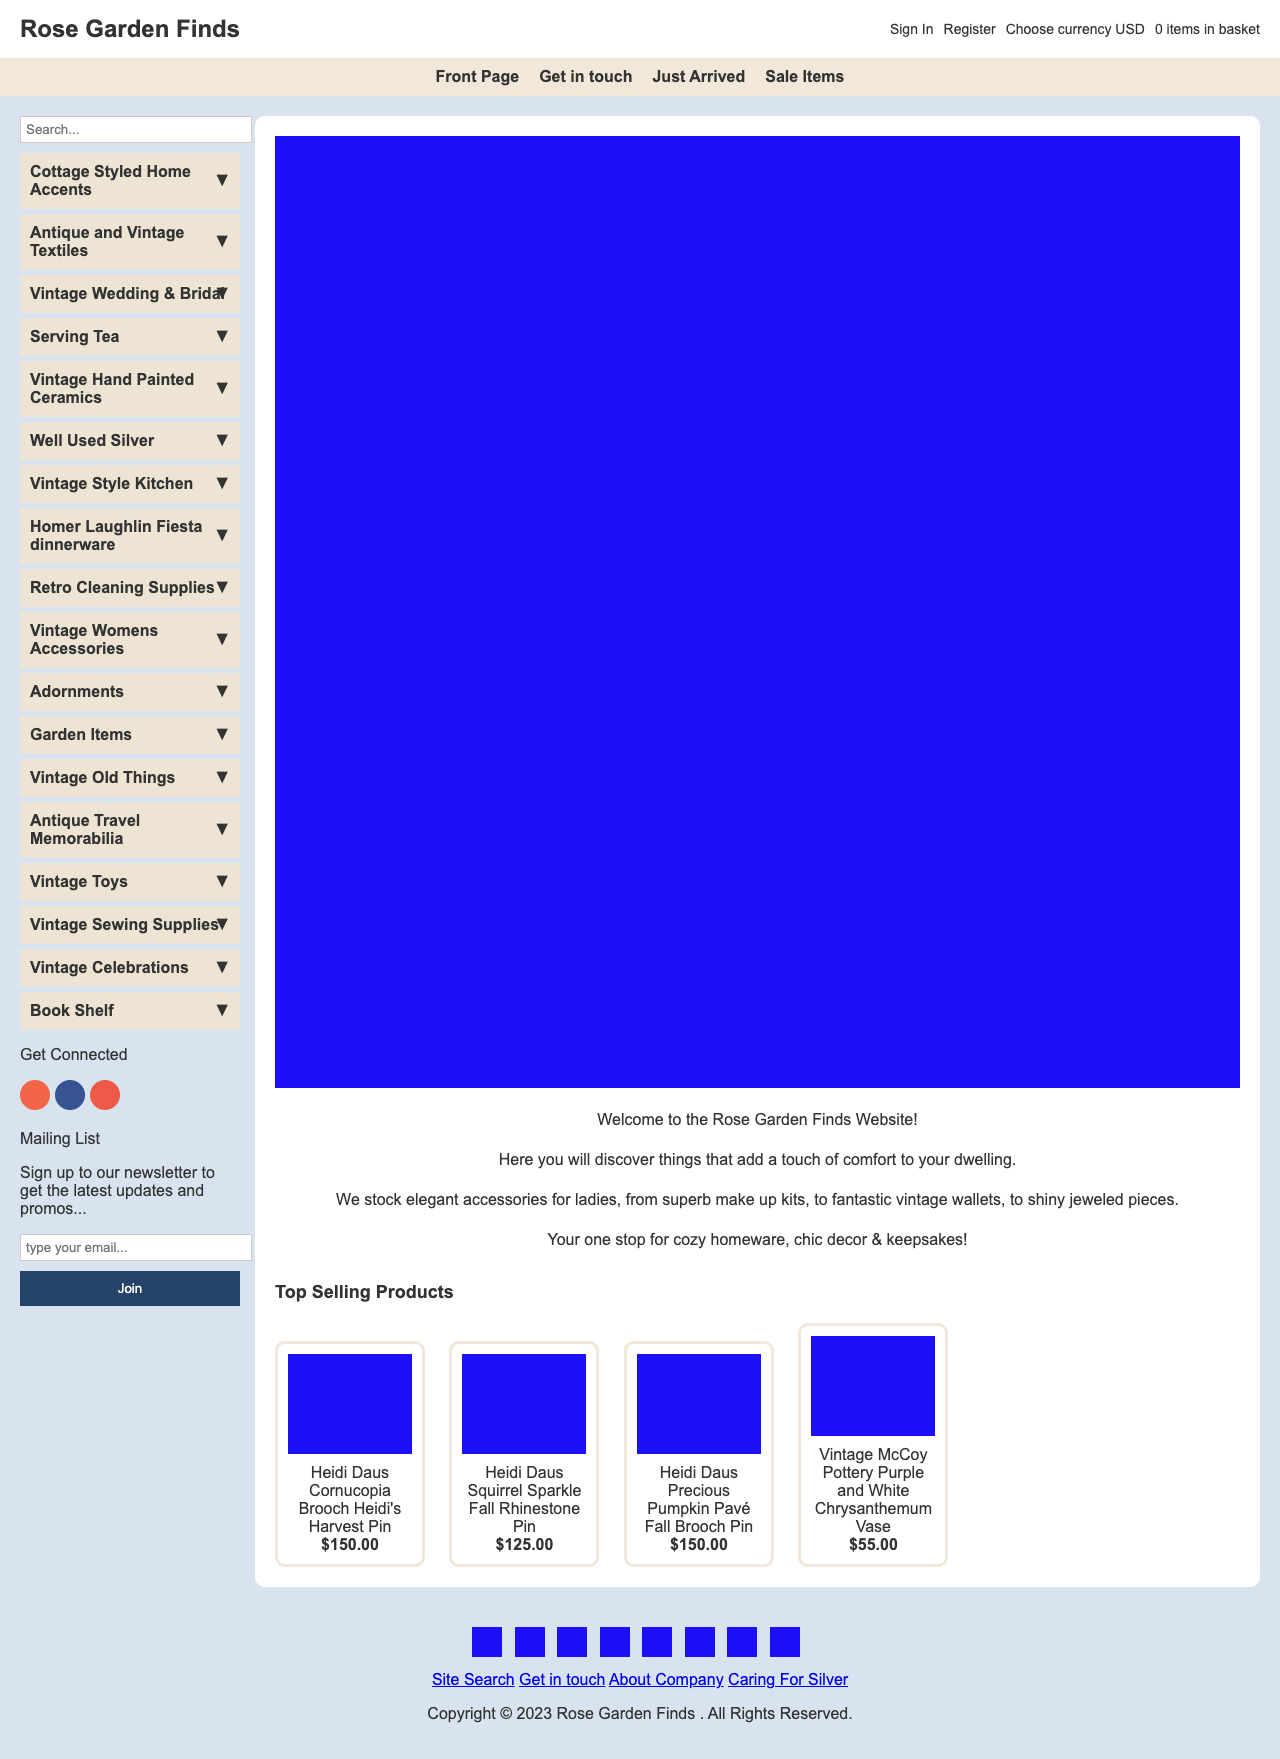 Rose Garden Finds
Sign In Register Choose currency USD 0 items in basket
Front Page Get in touch Just Arrived Sale Items
Search...
Cottage Styled Home
Accents
▼
Antique and Vintage
Textiles
▼
Vintage Wedding & Bridal ▼
Serving Tea ▼
Vintage Hand Painted
Ceramics
▼
Well Used Silver ▼
Vintage Style Kitchen ▼
Homer Laughlin Fiesta
dinnerware
▼
Retro Cleaning Supplies ▼
Vintage Womens
Accessories
▼
Adornments ▼
Garden Items ▼
Vintage Old Things ▼
Antique Travel
Memorabilia
▼
Vintage Toys ▼
Vintage Sewing Supplies ▼
Vintage Celebrations ▼
Book Shelf ▼
Get Connected
Mailing List
Sign up to our newsletter to
get the latest updates and
promos...
type your email...
Join
Welcome to the Rose Garden Finds Website!
Here you will discover things that add a touch of comfort to your dwelling.
We stock elegant accessories for ladies, from superb make up kits, to fantastic vintage wallets, to shiny jeweled pieces.
Your one stop for cozy homeware, chic decor & keepsakes!
Top Selling Products
Heidi Daus
Cornucopia
Brooch Heidi's
Harvest Pin
$150.00
Heidi Daus
Squirrel Sparkle
Fall Rhinestone
Pin
$125.00
Heidi Daus
Precious
Pumpkin Pavé
Fall Brooch Pin
$150.00
Vintage McCoy
Pottery Purple
and White
Chrysanthemum
Vase
$55.00
Site Search Get in touch About Company Caring For Silver
Copyright © 2023 Rose Garden Finds . All Rights Reserved.